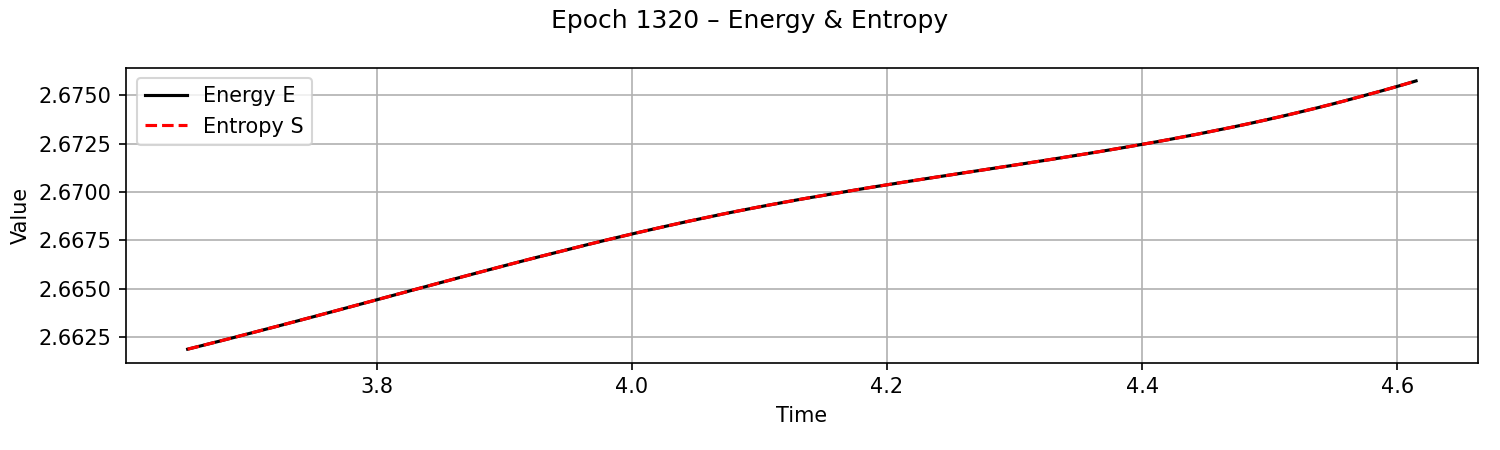 Epoch 1320 – Energy & Entropy
Energy E
Entropy S
2.6750
2.6725
2.6700
2.6675
2.6650
2.6625
Value
3.8 4.0 4.2 4.4 4.6
Time